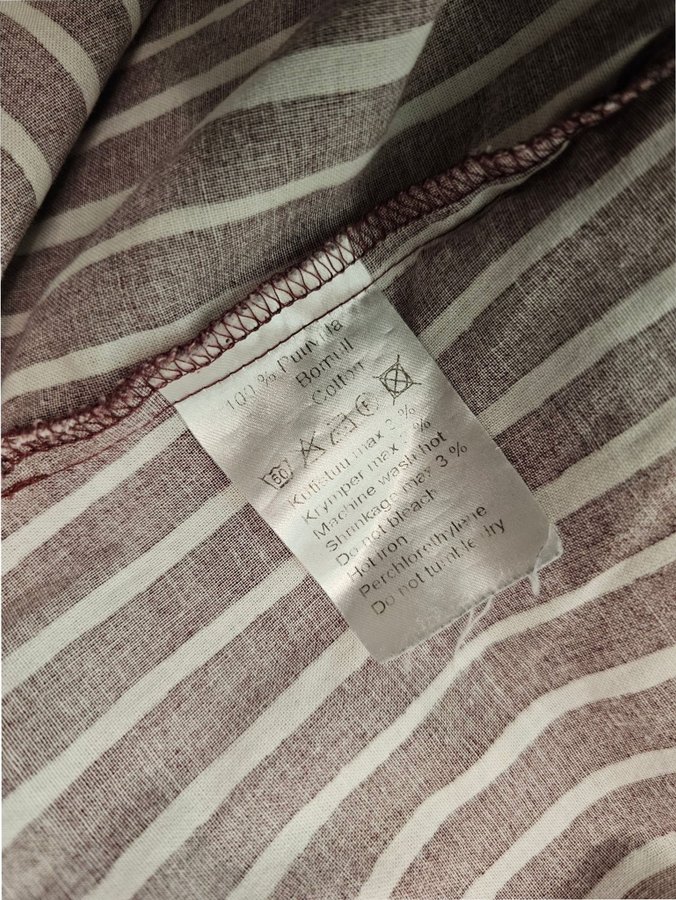 100 % Puuvilla
Bomull
Cotton
60 P
Kutistuu max 3 %
Krymper max 3 %
Machine wash hot
Shrinkage max 3 %
Do not bleach
Hot iron
Perchlorethylene
Do not tumble dry